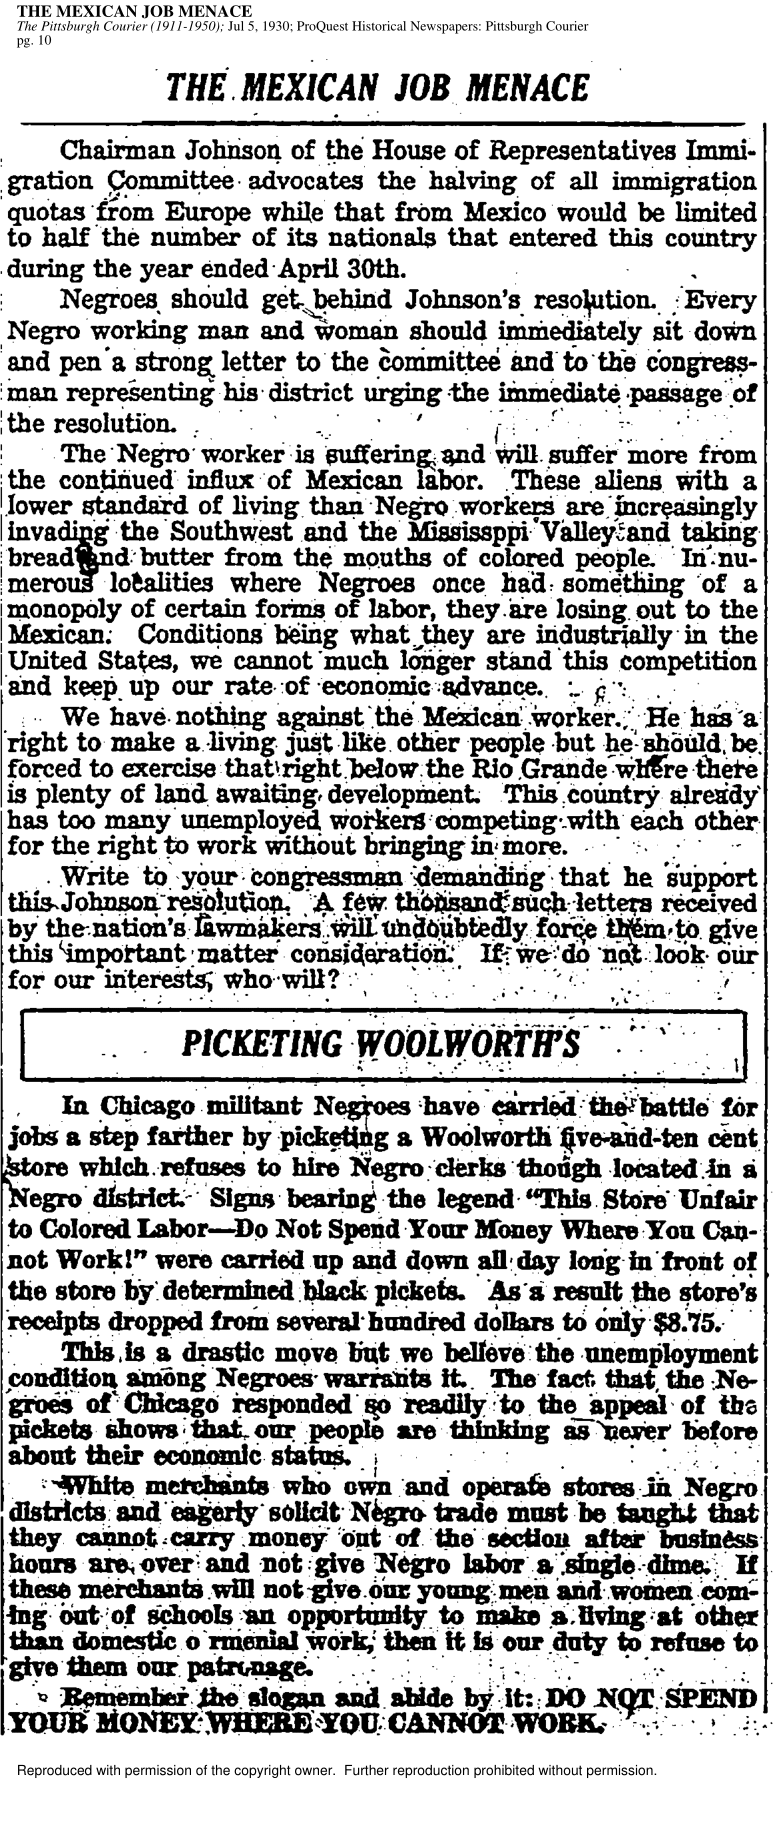 THE MEXICAN JOB MENACE
The Pittsburgh Courier (1911-1950); Jul 5, 1930; ProQuest Historical Newspapers: Pittsburgh Courier
pg. 10
THE MEXICAN JOB MENACE
Chairman Johnson of the House of Representatives Immi-
gration Committee advocates the halving of all immigration
quotas from Europe while that from Mexico would be limited
to half the number of its nationals that entered this country
during the year ended April 30th.
Negroes should get behind Johnson's resolution. Every
Negro working man and woman should immediately sit down
and pen a strong letter to the committee and to the congress-
man representing his district urging the immediate passage of
the resolution.
The Negro worker is suffering and will suffer more from
the continued influx of Mexican labor. These aliens with a
lower standard of living than Negro workers are increasingly
invading the Southwest and the Mississppi Valley and taking
bread and butter from the mouths of colored people. In nu-
merous localities where Negroes once had something of a
monopoly of certain forms of labor, they are losing out to the
Mexican. Conditions being what they are industrially in the
United States, we cannot much longer stand this competition
and keep up our rate of economic advance.
We have nothing against the Mexican worker. He has a
right to make a living just like other people but he should be
forced to exercise that right below the Rio Grande where there
is plenty of land awaiting development. This country already
has too many unemployed workers competing with each other
for the right to work without bringing in more.
Write to your congressman demanding that he support
this Johnson resolution. A few thousand such letters received
by the nation's lawmakers will undoubtedly force them to give
this important matter consideration. If we do not look our
for our interests, who will?
PICKETING WOOLWORTH'S
In Chicago militant Negroes have carried the battle for
jobs a step farther by picketing a Woolworth five-and-ten cent
store which refuses to hire Negro clerks though located in a
Negro district. Signs bearing the legend "This Store Unfair
to Colored Labor—Do Not Spend Your Money Where You Can-
not Work!" were carried up and down all day long in front of
the store by determined black pickets. As a result the store's
receipts dropped from several hundred dollars to only $8.75.
This is a drastic move but we believe the unemployment
condition among Negroes warrants it. The fact that the Ne-
groes of Chicago responded so readily to the appeal of the
pickets shows that our people are thinking as never before
about their economic status.
White merchants who own and operate stores in Negro
districts and eagerly solicit Negro trade must be taught that
they cannot carry money out of the section after business
hours are over and not give Negro labor a single dime. If
these merchants will not give our young men and women com-
ing out of schools an opportunity to make a living at other
than domestic o rmenial work, then it is our duty to refuse to
give them our patronage.
Remember the slogan and abide by it: DO NOT SPEND
YOUR MONEY WHERE YOU CANNOT WORK.
Reproduced with permission of the copyright owner. Further reproduction prohibited without permission.